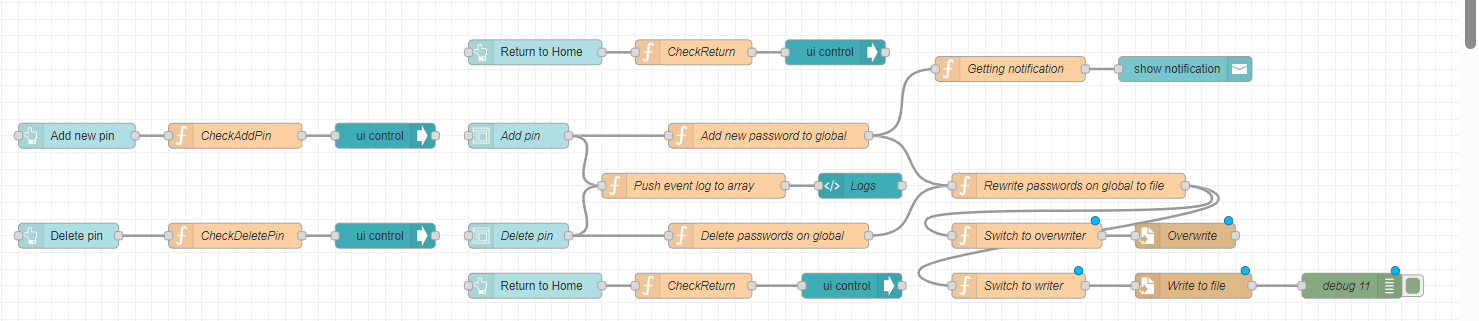 Return to Home
CheckReturn
ui control
Getting notification
show notification
Add new pin
CheckAddPin
ui control
Add pin
Add new password to global
Push event log to array
Logs
Rewrite passwords on global to file
Delete pin
CheckDeletePin
ui control
Delete pin
Delete passwords on global
Switch to overwriter
Overwrite
Return to Home
CheckReturn
ui control
Switch to writer
Write to file
debug 11